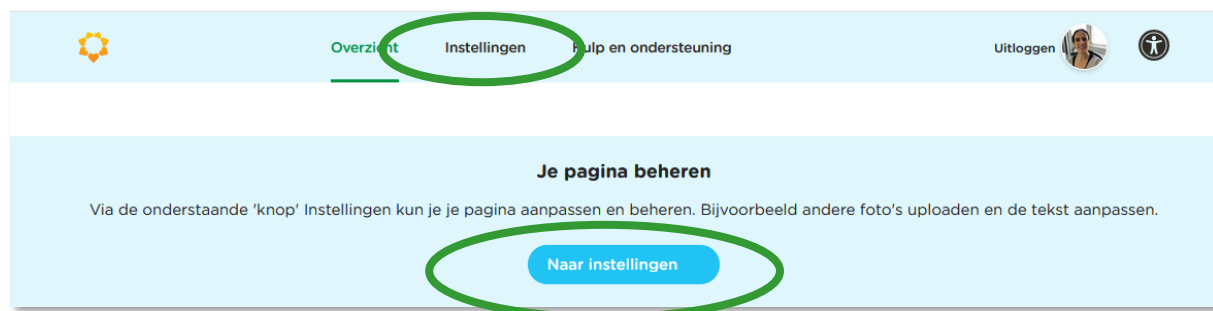 Overzicht Instellingen Hulp en ondersteuning Uitloggen
Je pagina beheren
Via de onderstaande 'knop' Instellingen kun je je pagina aanpassen en beheren. Bijvoorbeeld andere foto's uploaden en de tekst aanpassen.
Naar instellingen